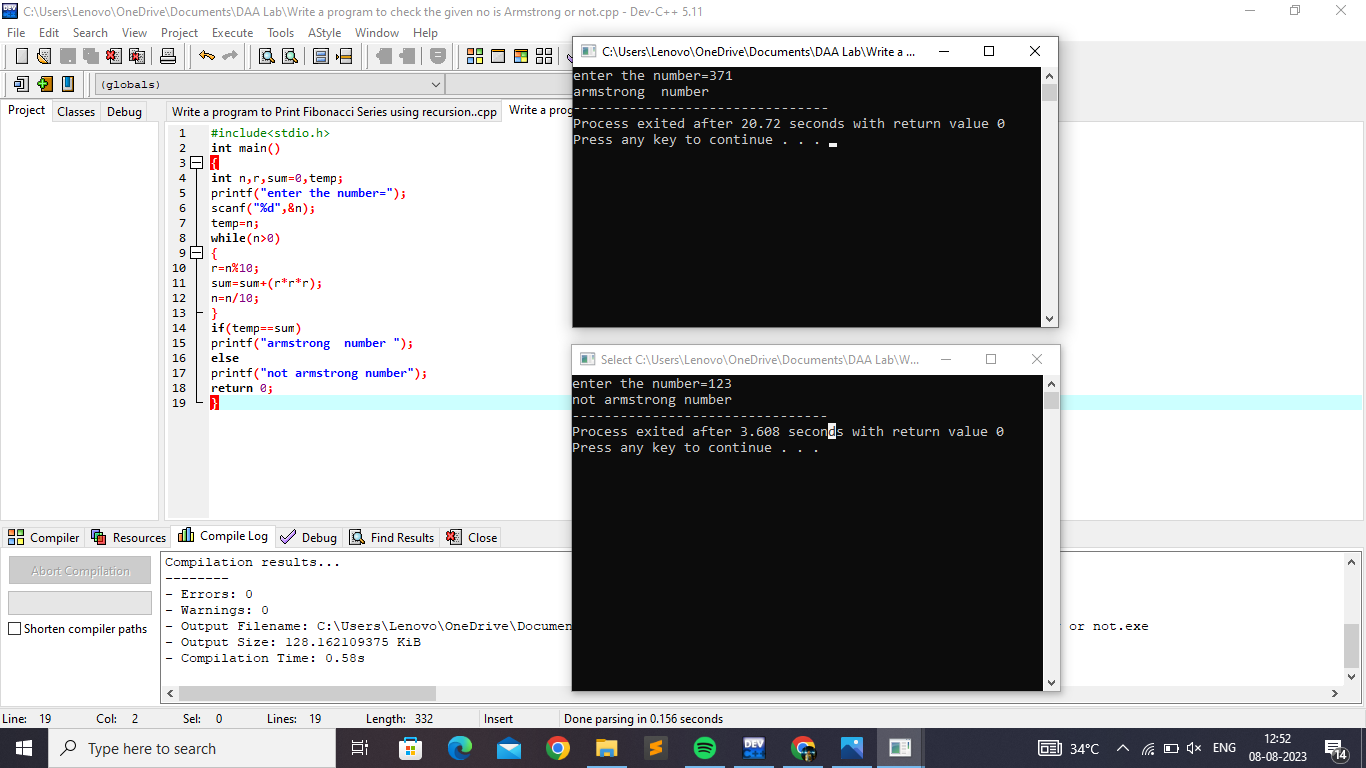 C:\Users\Lenovo\OneDrive\Documents\DAA Lab\Write a program to check the given no is Armstrong or not.cpp - Dev-C++ 5.11
File Edit Search View Project Execute Tools AStyle Window Help
(globals)
Project Classes Debug
Write a program to Print Fibonacci Series using recursion..cpp Write a prog
1 #include<stdio.h>
2 int main()
3 {
4 int n,r,sum=0,temp;
5 printf("enter the number=");
6 scanf("%d",&n);
7 temp=n;
8 while(n>0)
9 {
10 r=n%10;
11 sum=sum+(r*r*r);
12 n=n/10;
13 }
14 if(temp==sum)
15 printf("armstrong  number ");
16 else
17 printf("not armstrong number");
18 return 0;
19 }
C:\Users\Lenovo\OneDrive\Documents\DAA Lab\Write a ...
enter the number=371
armstrong  number
--------------------------------
Process exited after 20.72 seconds with return value 0
Press any key to continue . . .
Select C:\Users\Lenovo\OneDrive\Documents\DAA Lab\W...
enter the number=123
not armstrong number
--------------------------------
Process exited after 3.608 seconds with return value 0
Press any key to continue . . .
Compiler Resources Compile Log Debug Find Results Close
Abort Compilation
Shorten compiler paths
Compilation results...
--------
- Errors: 0
- Warnings: 0
- Output Filename: C:\Users\Lenovo\OneDrive\Documen or not.exe
- Output Size: 128.162109375 KiB
- Compilation Time: 0.58s
Line: 19 Col: 2 Sel: 0 Lines: 19 Length: 332 Insert Done parsing in 0.156 seconds
Type here to search
DEV
34°C ENG
12:52
08-08-2023
14